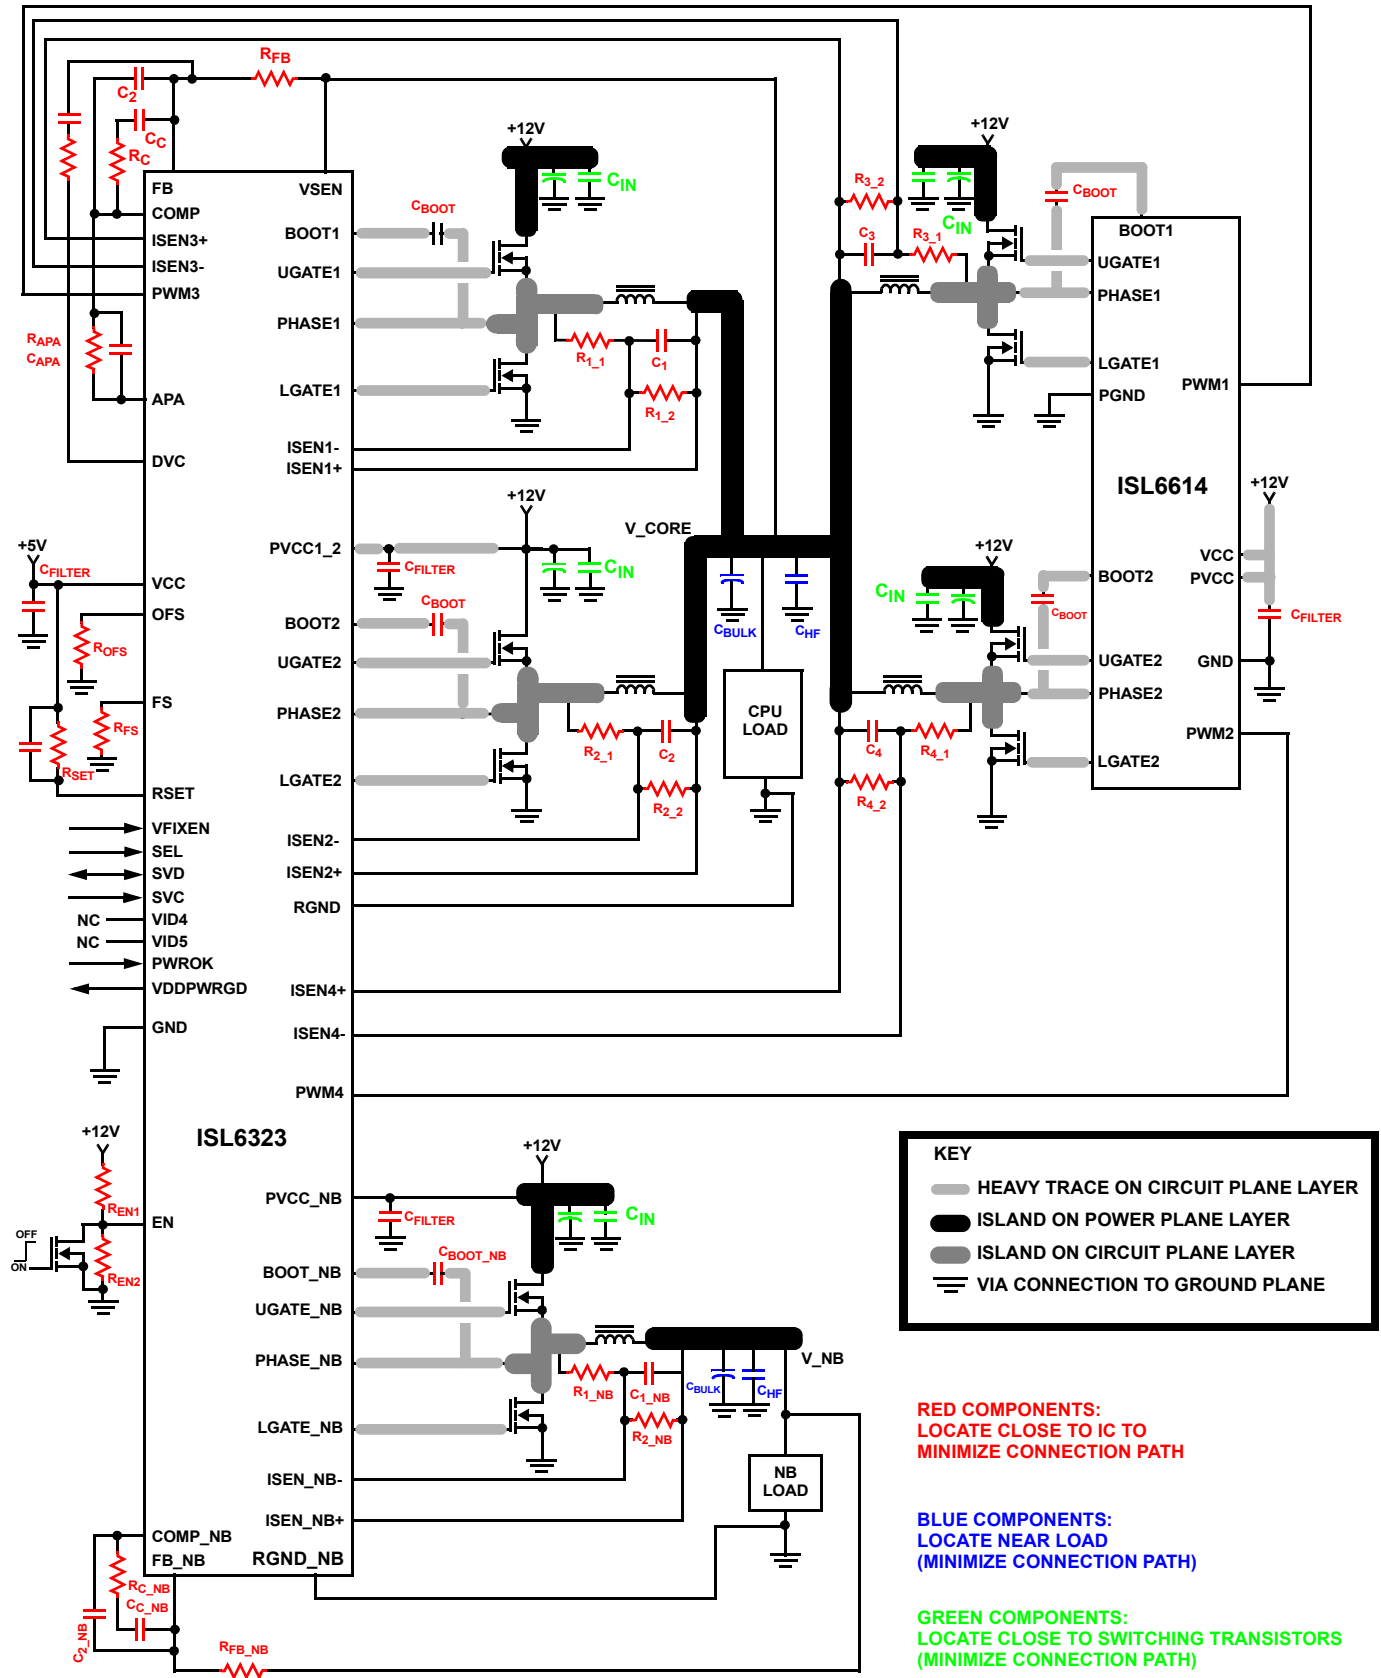 RFB
C2
CC
RC
FB
COMP
ISEN3+
ISEN3-
PWM3
RAPA
CAPA
APA
DVC
+5V
CFILTER
VCC
OFS
ROFS
FS
RFS
RSET
RSET
VFIXEN
SEL
SVD
SVC
NC VID4
NC VID5
PWROK
VDDPWRGD
GND
ISL6323
+12V
REN1
EN
OFF
ON
REN2
COMP_NB
FB_NB
RGND_NB
RC_NB
CC_NB
C2_NB
RFB_NB
VSEN
BOOT1
UGATE1
PHASE1
LGATE1
ISEN1-
ISEN1+
PVCC1_2
BOOT2
UGATE2
PHASE2
LGATE2
ISEN2-
ISEN2+
RGND
ISEN4+
ISEN4-
PWM4
PVCC_NB
BOOT_NB
UGATE_NB
PHASE_NB
LGATE_NB
ISEN_NB-
ISEN_NB+
+12V
CIN
CBOOT
R1_1
C1
R1_2
+12V
CFILTER
CIN
CBOOT
R2_1
C2
R2_2
V_CORE
CBULK
CHF
CPU
LOAD
+12V
CFILTER
CIN
CBOOT_NB
R1_NB
C1_NB
R2_NB
V_NB
CBULK
CHF
NB
LOAD
R3_2
C3
R3_1
+12V
CIN
CBOOT
BOOT1
UGATE1
PHASE1
LGATE1
PGND
PWM1
ISL6614
+12V
VCC
PVCC
BOOT2
CFILTER
GND
UGATE2
PHASE2
PWM2
LGATE2
+12V
CIN
CBOOT
C4
R4_1
R4_2
KEY
HEAVY TRACE ON CIRCUIT PLANE LAYER
ISLAND ON POWER PLANE LAYER
ISLAND ON CIRCUIT PLANE LAYER
VIA CONNECTION TO GROUND PLANE
RED COMPONENTS:
LOCATE CLOSE TO IC TO
MINIMIZE CONNECTION PATH
BLUE COMPONENTS:
LOCATE NEAR LOAD
(MINIMIZE CONNECTION PATH)
GREEN COMPONENTS:
LOCATE CLOSE TO SWITCHING TRANSISTORS
(MINIMIZE CONNECTION PATH)